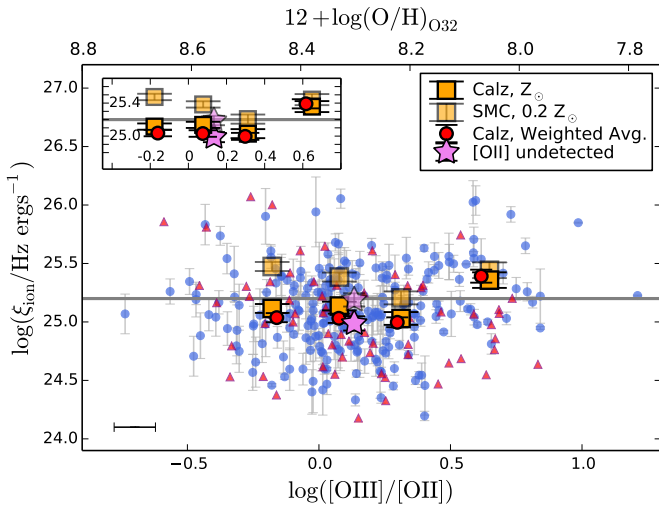 12+log(O/H)O32
8.8 8.6 8.4 8.2 8.0 7.8
27.0
26.5
26.0
25.5
25.0
24.5
24.0
25.4
25.0
-0.2 0 0.2 0.4 0.6
Calz, Z☉
SMC, 0.2 Z☉
Calz, Weighted Avg.
[OII] undetected
log(ξion/Hz ergs−1)
−0.5 0.0 0.5 1.0
log([OIII]/[OII])